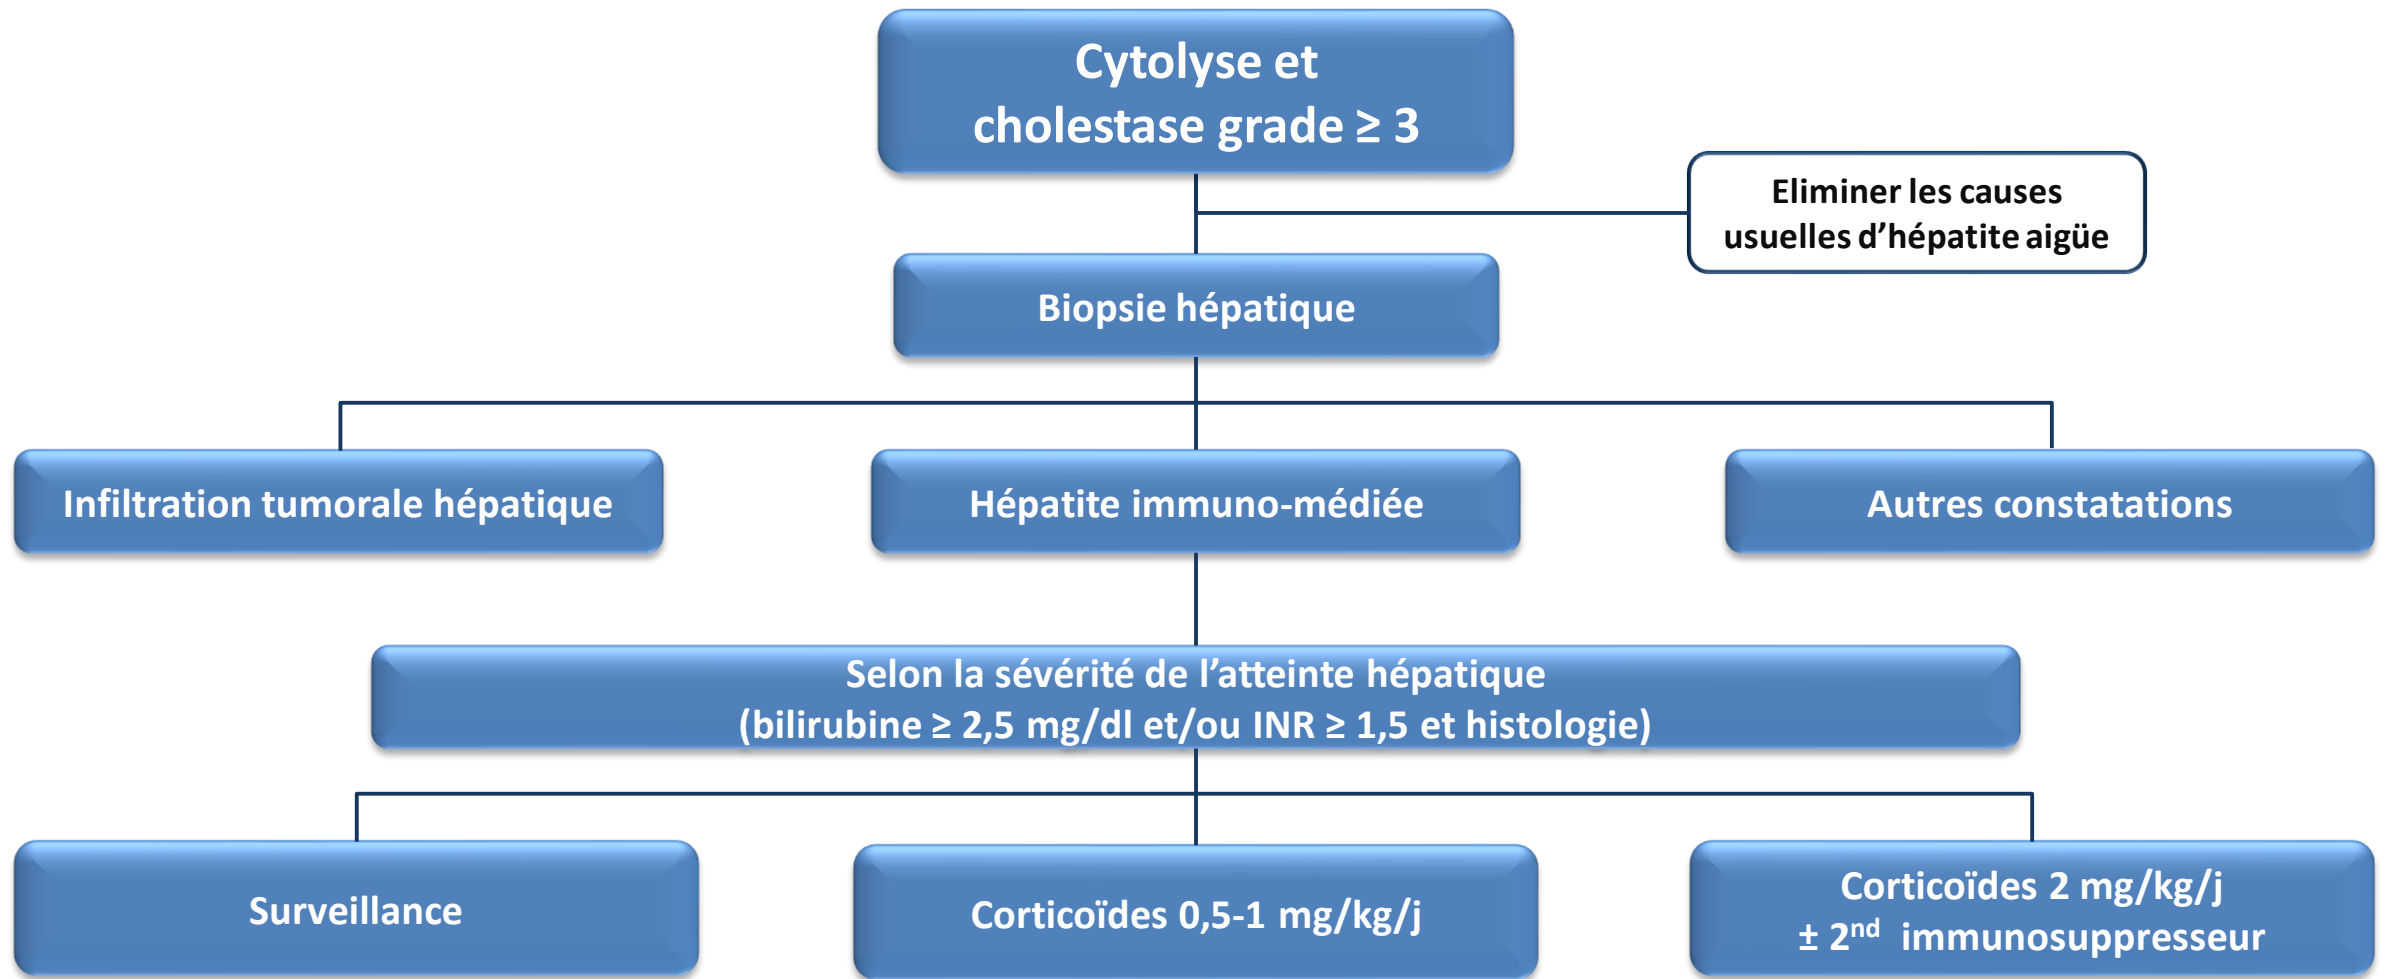 Cytolyse et
cholestase grade ≥ 3
Eliminer les causes
usuelles d’hépatite aigüe
Biopsie hépatique
Infiltration tumorale hépatique
Hépatite immuno-médiée
Autres constatations
Selon la sévérité de l’atteinte hépatique
(bilirubine ≥ 2,5 mg/dl et/ou INR ≥ 1,5 et histologie)
Surveillance
Corticoïdes 0,5-1 mg/kg/j
Corticoïdes 2 mg/kg/j
± 2nd immunosuppresseur